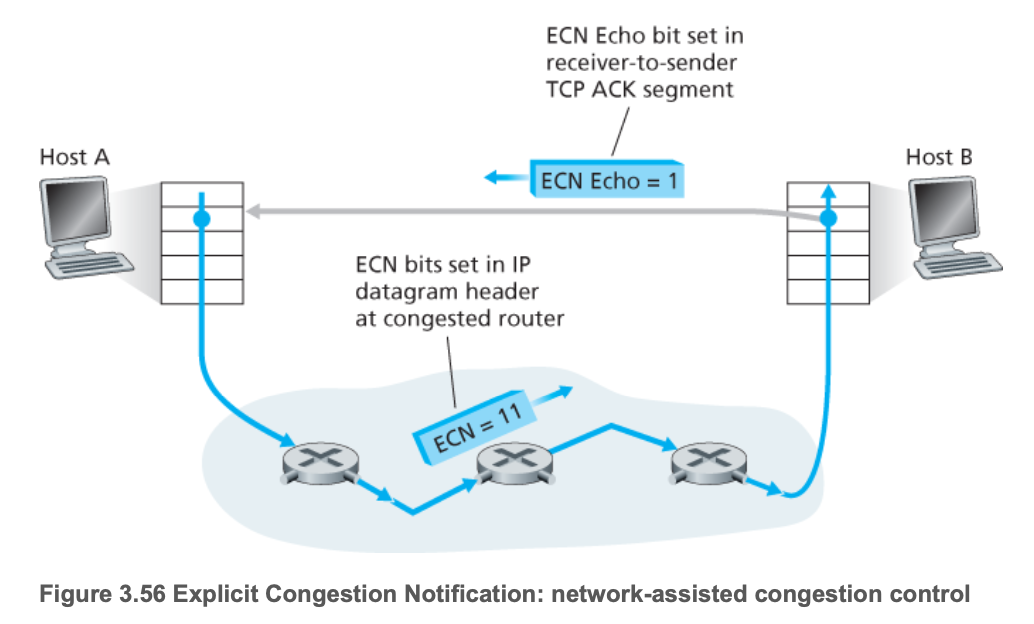 ECN Echo bit set in
receiver-to-sender
TCP ACK segment
Host A
Host B
ECN Echo = 1
ECN bits set in IP
datagram header
at congested router
ECN = 11
Figure 3.56 Explicit Congestion Notification: network-assisted congestion control